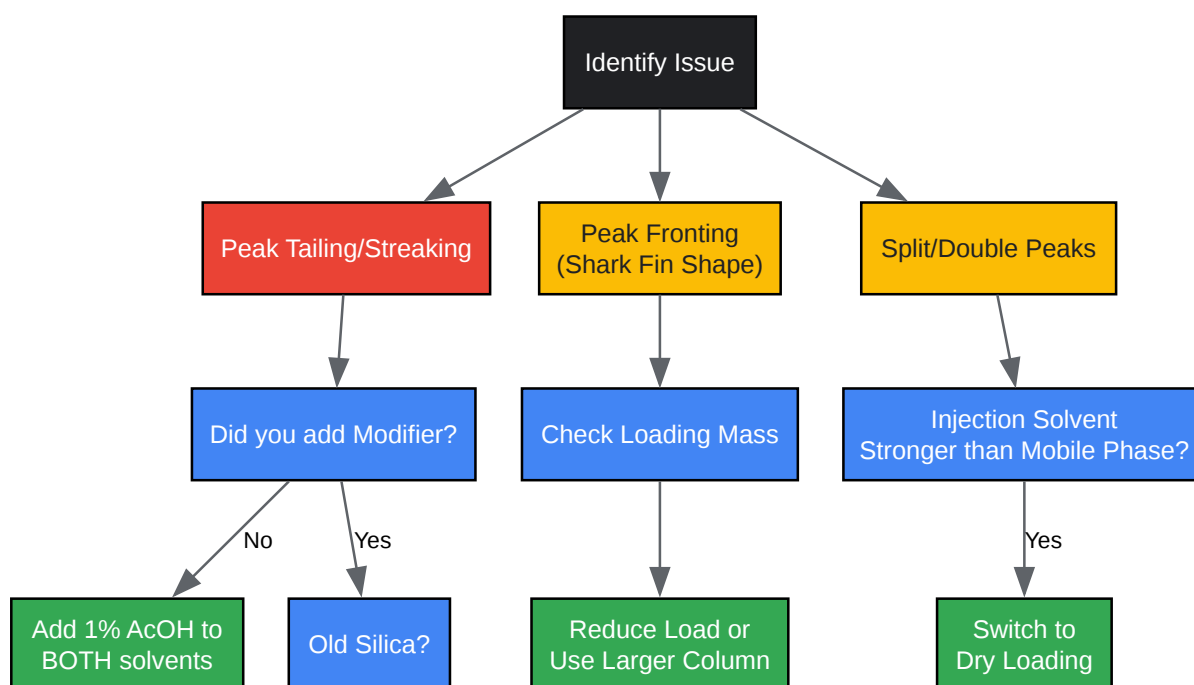 Identify Issue
Peak Tailing/Streaking
Peak Fronting
(Shark Fin Shape)
Split/Double Peaks
Did you add Modifier?
Check Loading Mass
Injection Solvent
Stronger than Mobile Phase?
No
Yes
Yes
Add 1% AcOH to
BOTH solvents
Old Silica?
Reduce Load or
Use Larger Column
Switch to
Dry Loading